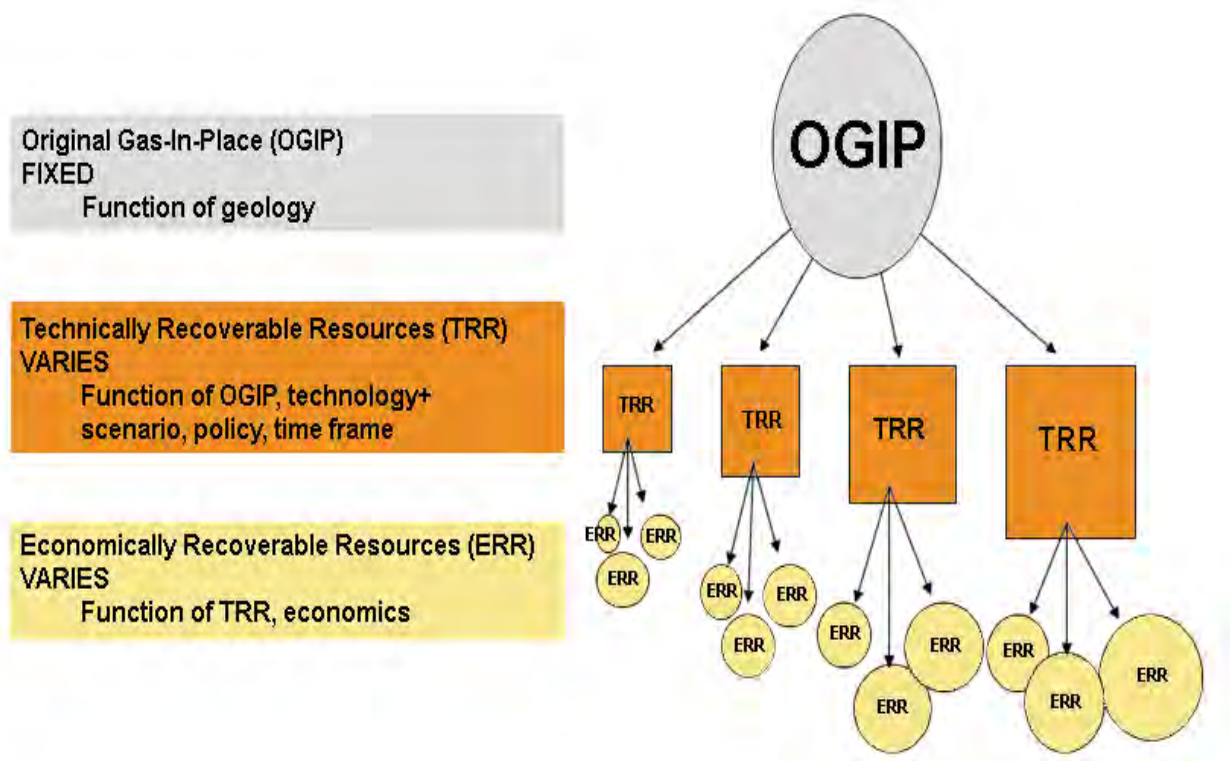 Original Gas-In-Place (OGIP)
FIXED
Function of geology
Technically Recoverable Resources (TRR)
VARIES
Function of OGIP, technology+
scenario, policy, time frame
Economically Recoverable Resources (ERR)
VARIES
Function of TRR, economics
OGIP
TRR
TRR
TRR
TRR
ERR
ERR
ERR
ERR
ERR
ERR
ERR
ERR
ERR
ERR
ERR
ERR